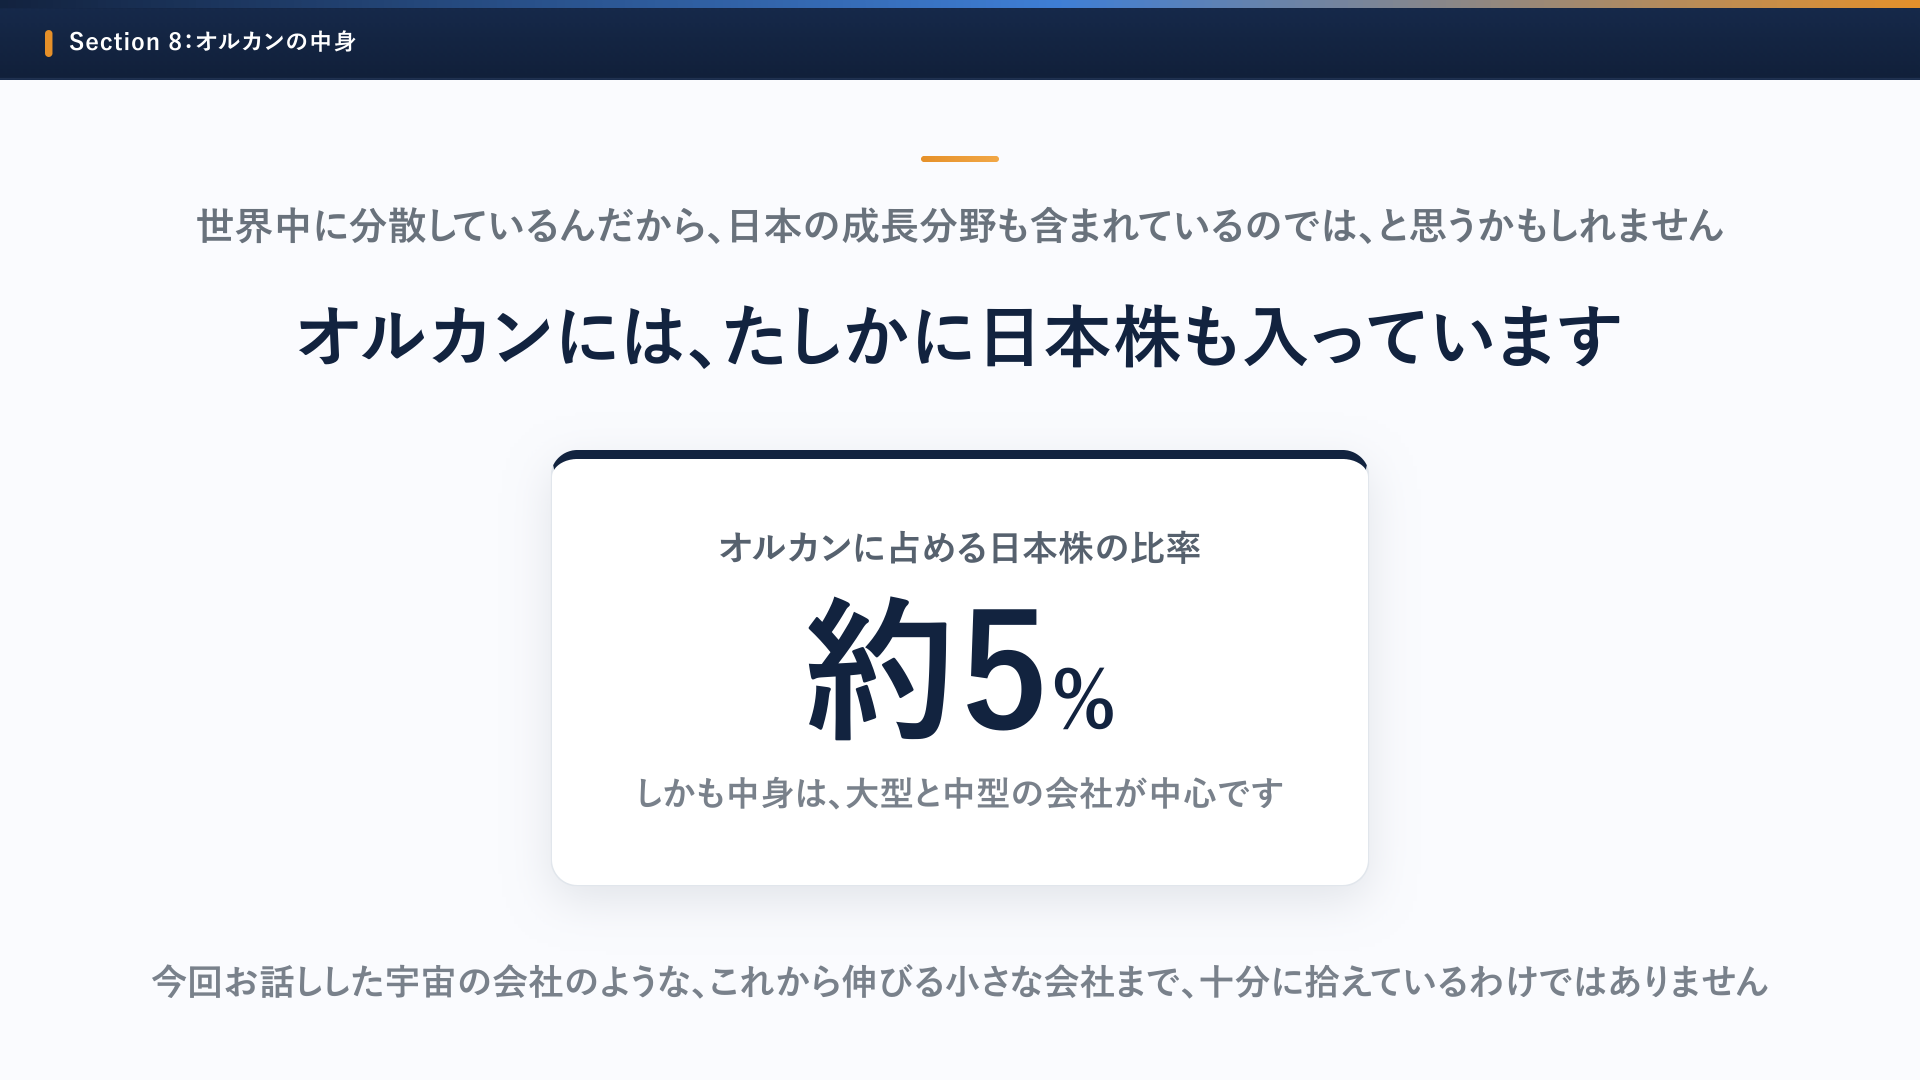 Section 8：オルカンの中身
世界中に分散しているんだから、日本の成長分野も含まれているのでは、と思うかもしれません
オルカンには、たしかに日本株も入っています
オルカンに占める日本株の比率
約5%
しかも中身は、大型と中型の会社が中心です
今回お話しした宇宙の会社のような、これから伸びる小さな会社まで、十分に拾えているわけではありません